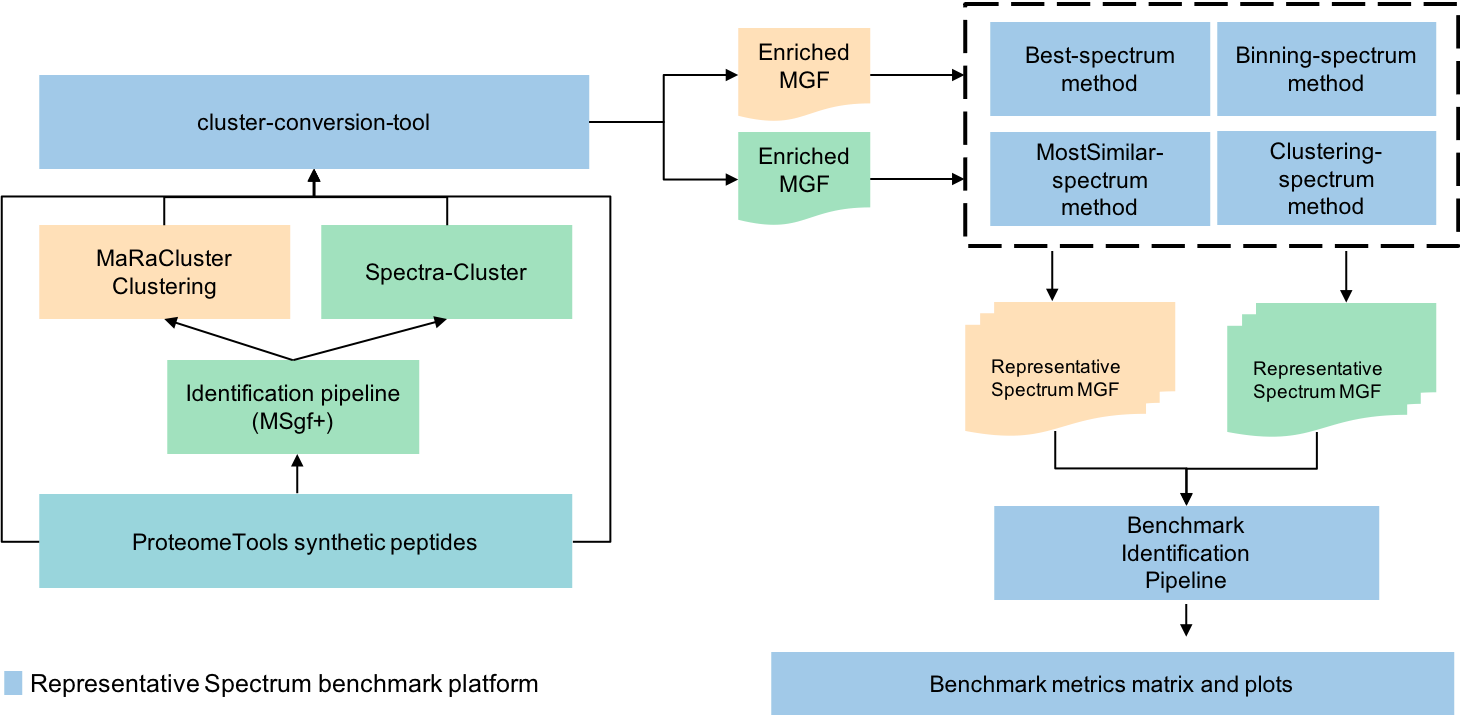 cluster-conversion-tool
MaRaCluster
Clustering
Spectra-Cluster
Identification pipeline
(MSgf+)
ProteomeTools synthetic peptides
Representative Spectrum benchmark platform
Enriched
MGF
Enriched
MGF
Best-spectrum
method
Binning-spectrum
method
MostSimilar-
spectrum
method
Clustering-
spectrum
method
Representative
Spectrum MGF
Representative
Spectrum MGF
Benchmark
Identification
Pipeline
Benchmark metrics matrix and plots